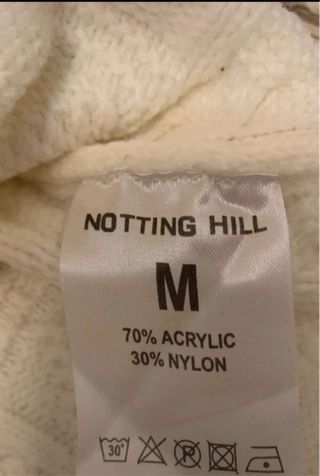 NOTTING HILL
M
70% ACRYLIC
30% NYLON
30°
P